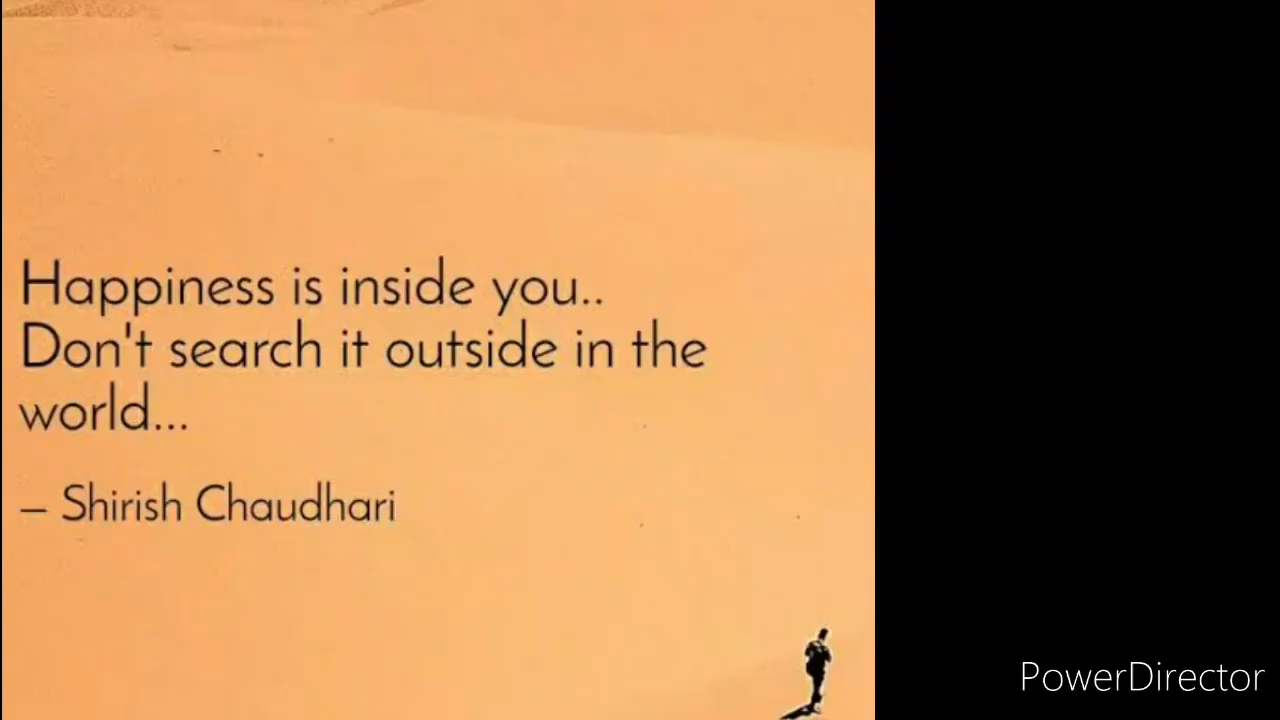 Happiness is inside you..
Don't search it outside in the
world...
– Shirish Chaudhari
PowerDirector